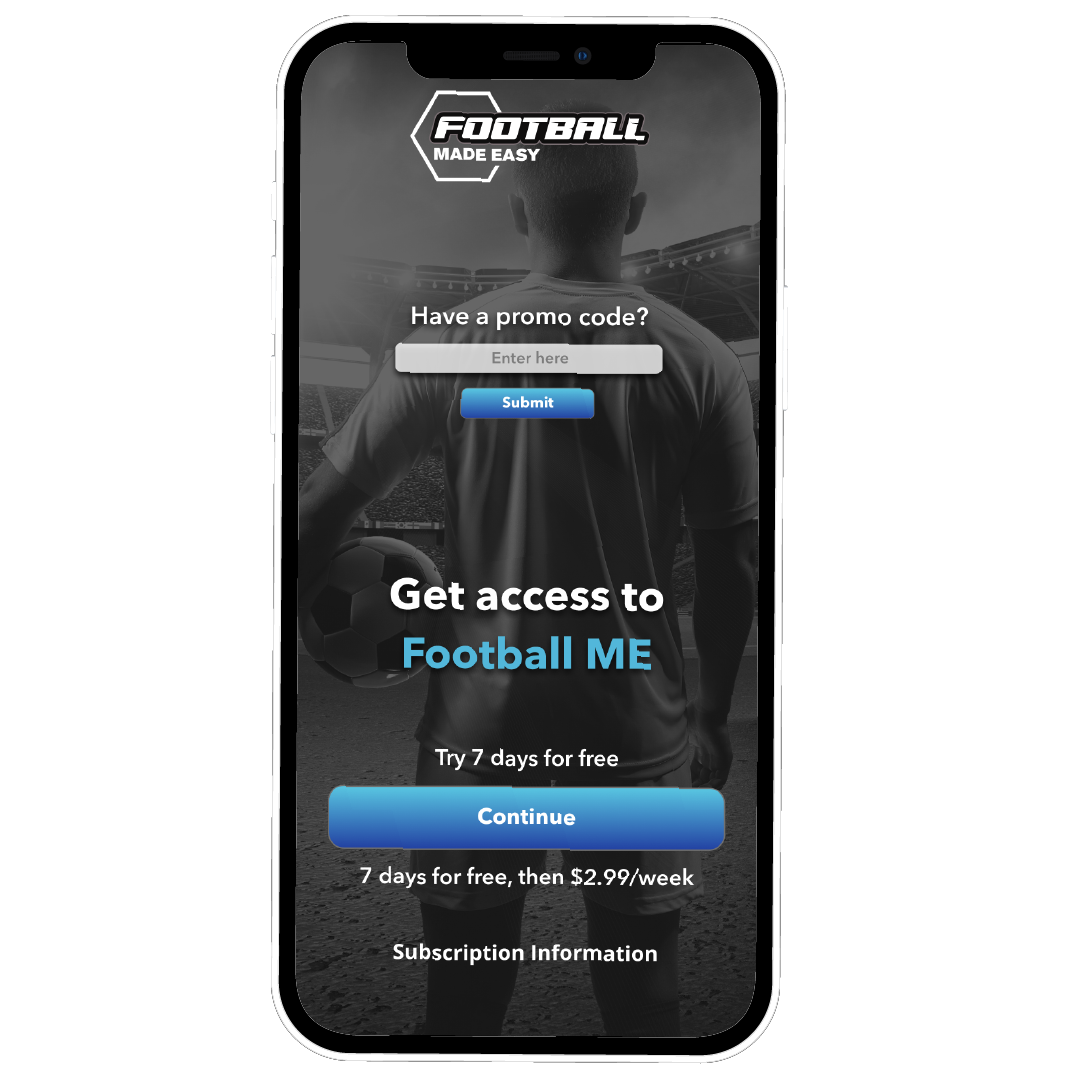 FOOTBALL
MADE EASY
Have a promo code?
Enter here
Submit
Get access to
Football ME
Try 7 days for free
Continue
7 days for free, then $2.99/week
Subscription Information